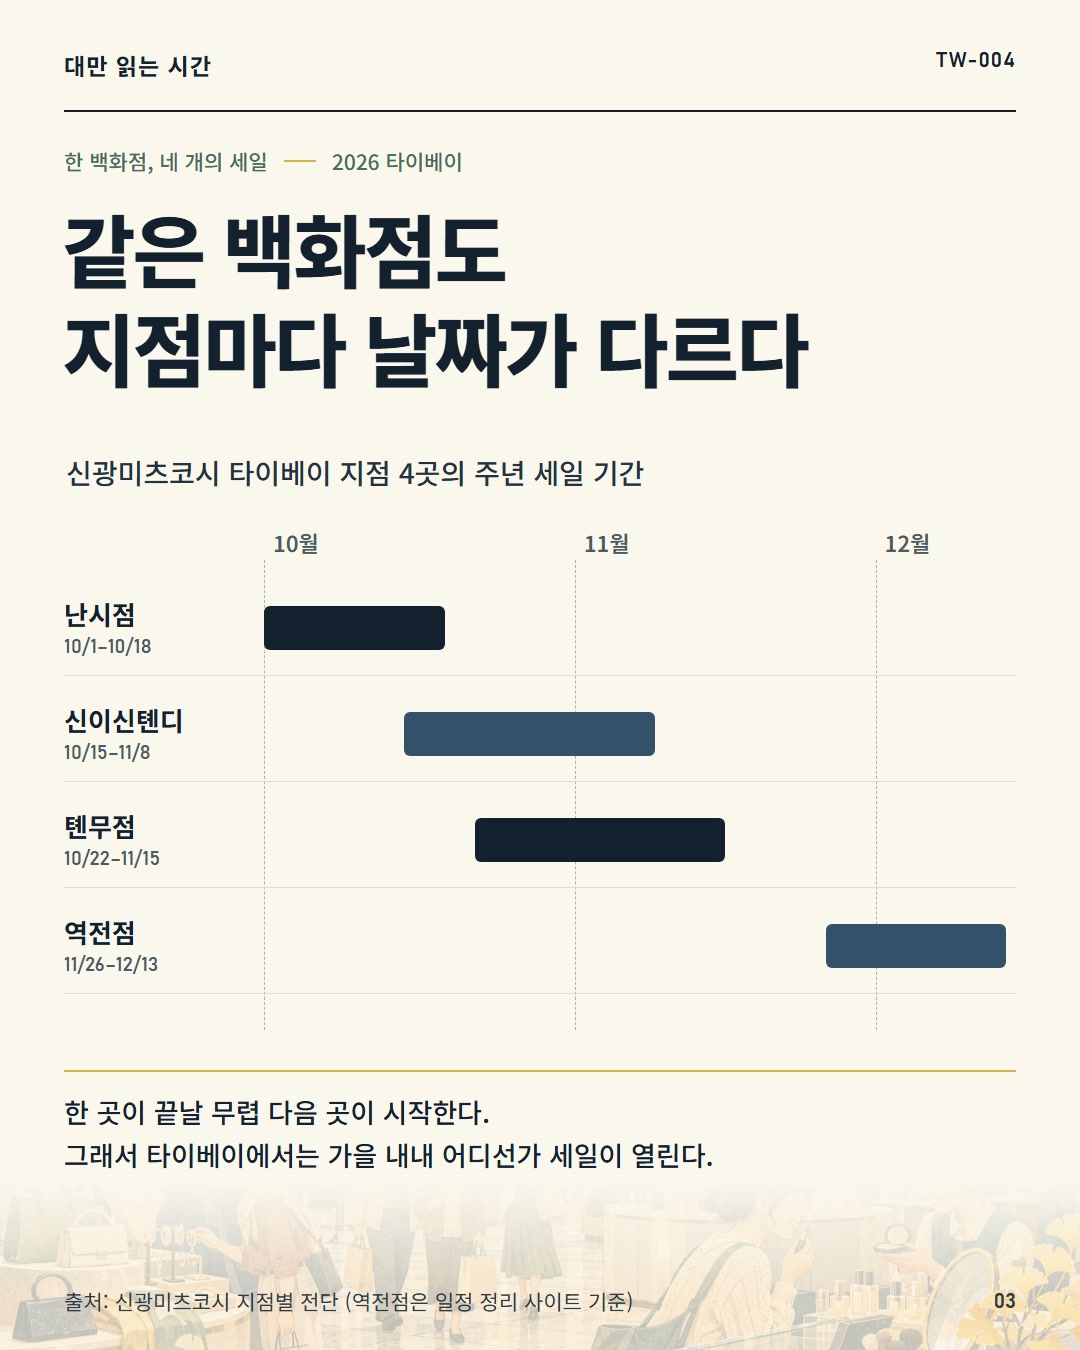 대만 읽는 시간
TW-004
한 백화점, 네 개의 세일 — 2026 타이베이
같은 백화점도
지점마다 날짜가 다르다
신광미츠코시 타이베이 지점 4곳의 주년 세일 기간
10월 11월 12월
난시점
10/1–10/18
신이신톈디
10/15–11/8
톈무점
10/22–11/15
역전점
11/26–12/13
한 곳이 끝날 무렵 다음 곳이 시작한다.
그래서 타이베이에서는 가을 내내 어디선가 세일이 열린다.
출처: 신광미츠코시 지점별 전단 (역전점은 일정 정리 사이트 기준)
03